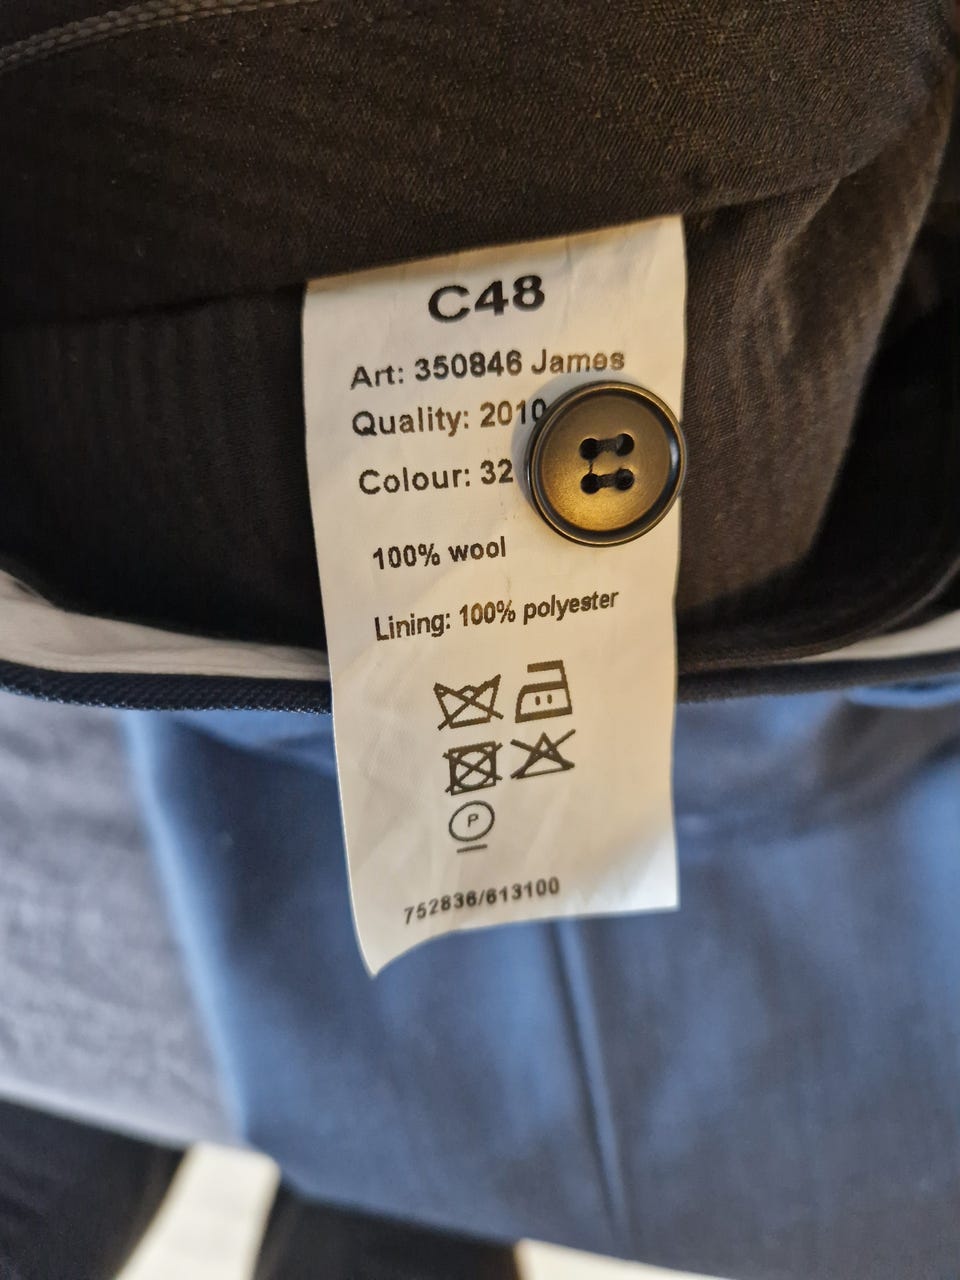 C48
Art: 350846 James
Quality: 2010
Colour: 32
100% wool
Lining: 100% polyester
P
752836/613100